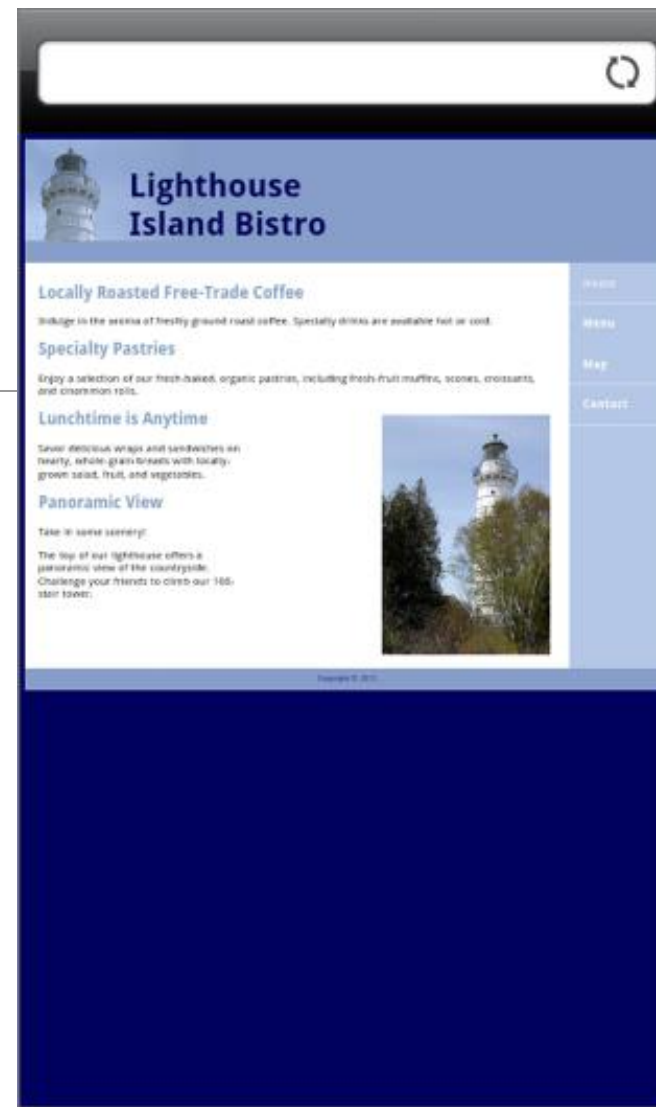 Lighthouse
Island Bistro
Locally Roasted Free-Trade Coffee
Indulge in the aroma of freshly ground roast coffee. Specialty drinks are available hot or cold.
Specialty Pastries
Enjoy a selection of our fresh-baked, organic pastries, including fresh-fruit muffins, scones, croissants,
and cinammon rolls.
Lunchtime is Anytime
Savor delicious wraps and sandwiches on
hearty, whole-grain breads with locally-
grown salad, fruit, and vegetables.
Panoramic View
Take in some scenery!
The top of our lighthouse offers a
panoramic view of the countryside.
Challenge your friends to climb our 168-
stair tower.
Home
Menu
Map
Contact
Copyright ©